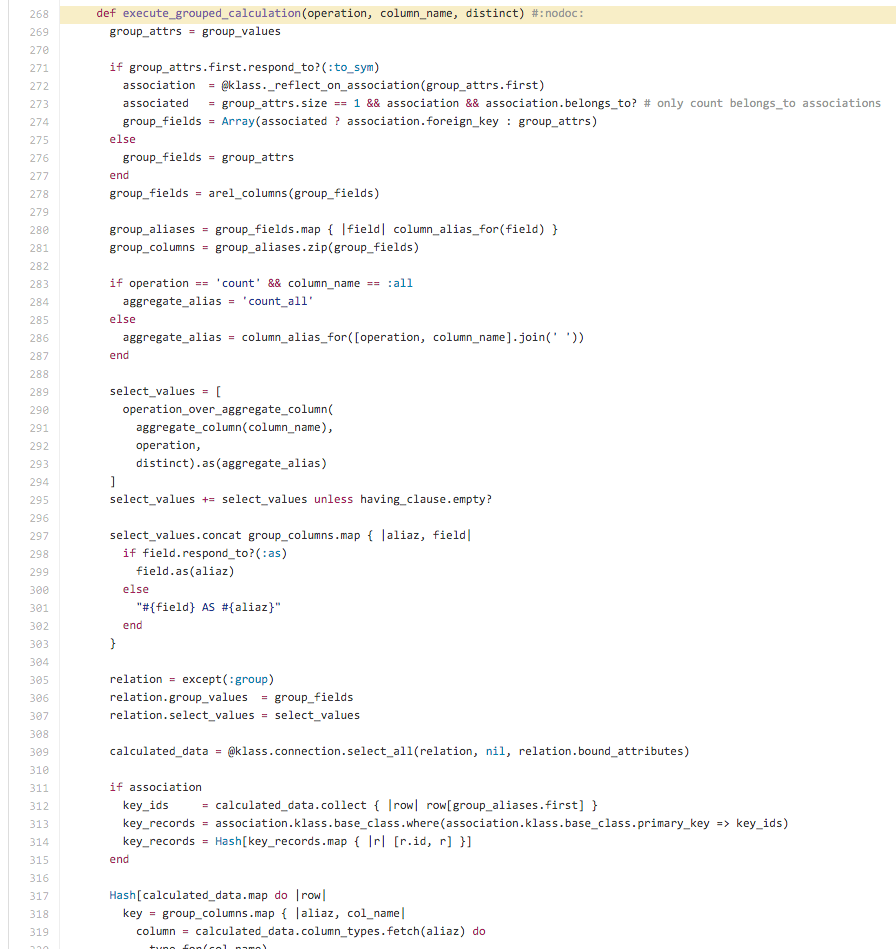 268 def execute_grouped_calculation(operation, column_name, distinct) #:nodoc:
269 group_attrs = group_values
270
271 if group_attrs.first.respond_to?(:to_sym)
272 association  = @klass._reflect_on_association(group_attrs.first)
273 associated   = group_attrs.size == 1 && association && association.belongs_to? # only count belongs_to associations
274 group_fields = Array(associated ? association.foreign_key : group_attrs)
275 else
276 group_fields = group_attrs
277 end
278 group_fields = arel_columns(group_fields)
279
280 group_aliases = group_fields.map { |field| column_alias_for(field) }
281 group_columns = group_aliases.zip(group_fields)
282
283 if operation == 'count' && column_name == :all
284 aggregate_alias = 'count_all'
285 else
286 aggregate_alias = column_alias_for([operation, column_name].join(' '))
287 end
288
289 select_values = [
290 operation_over_aggregate_column(
291 aggregate_column(column_name),
292 operation,
293 distinct).as(aggregate_alias)
294 ]
295 select_values += select_values unless having_clause.empty?
296
297 select_values.concat group_columns.map { |aliaz, field|
298 if field.respond_to?(:as)
299 field.as(aliaz)
300 else
301 "#{field} AS #{aliaz}"
302 end
303 }
304
305 relation = except(:group)
306 relation.group_values  = group_fields
307 relation.select_values = select_values
308
309 calculated_data = @klass.connection.select_all(relation, nil, relation.bound_attributes)
310
311 if association
312 key_ids     = calculated_data.collect { |row| row[group_aliases.first] }
313 key_records = association.klass.base_class.where(association.klass.base_class.primary_key => key_ids)
314 key_records = Hash[key_records.map { |r| [r.id, r] }]
315 end
316
317 Hash[calculated_data.map do |row|
318 key = group_columns.map { |aliaz, col_name|
319 column = calculated_data.column_types.fetch(aliaz) do
320 type_for(col_name)